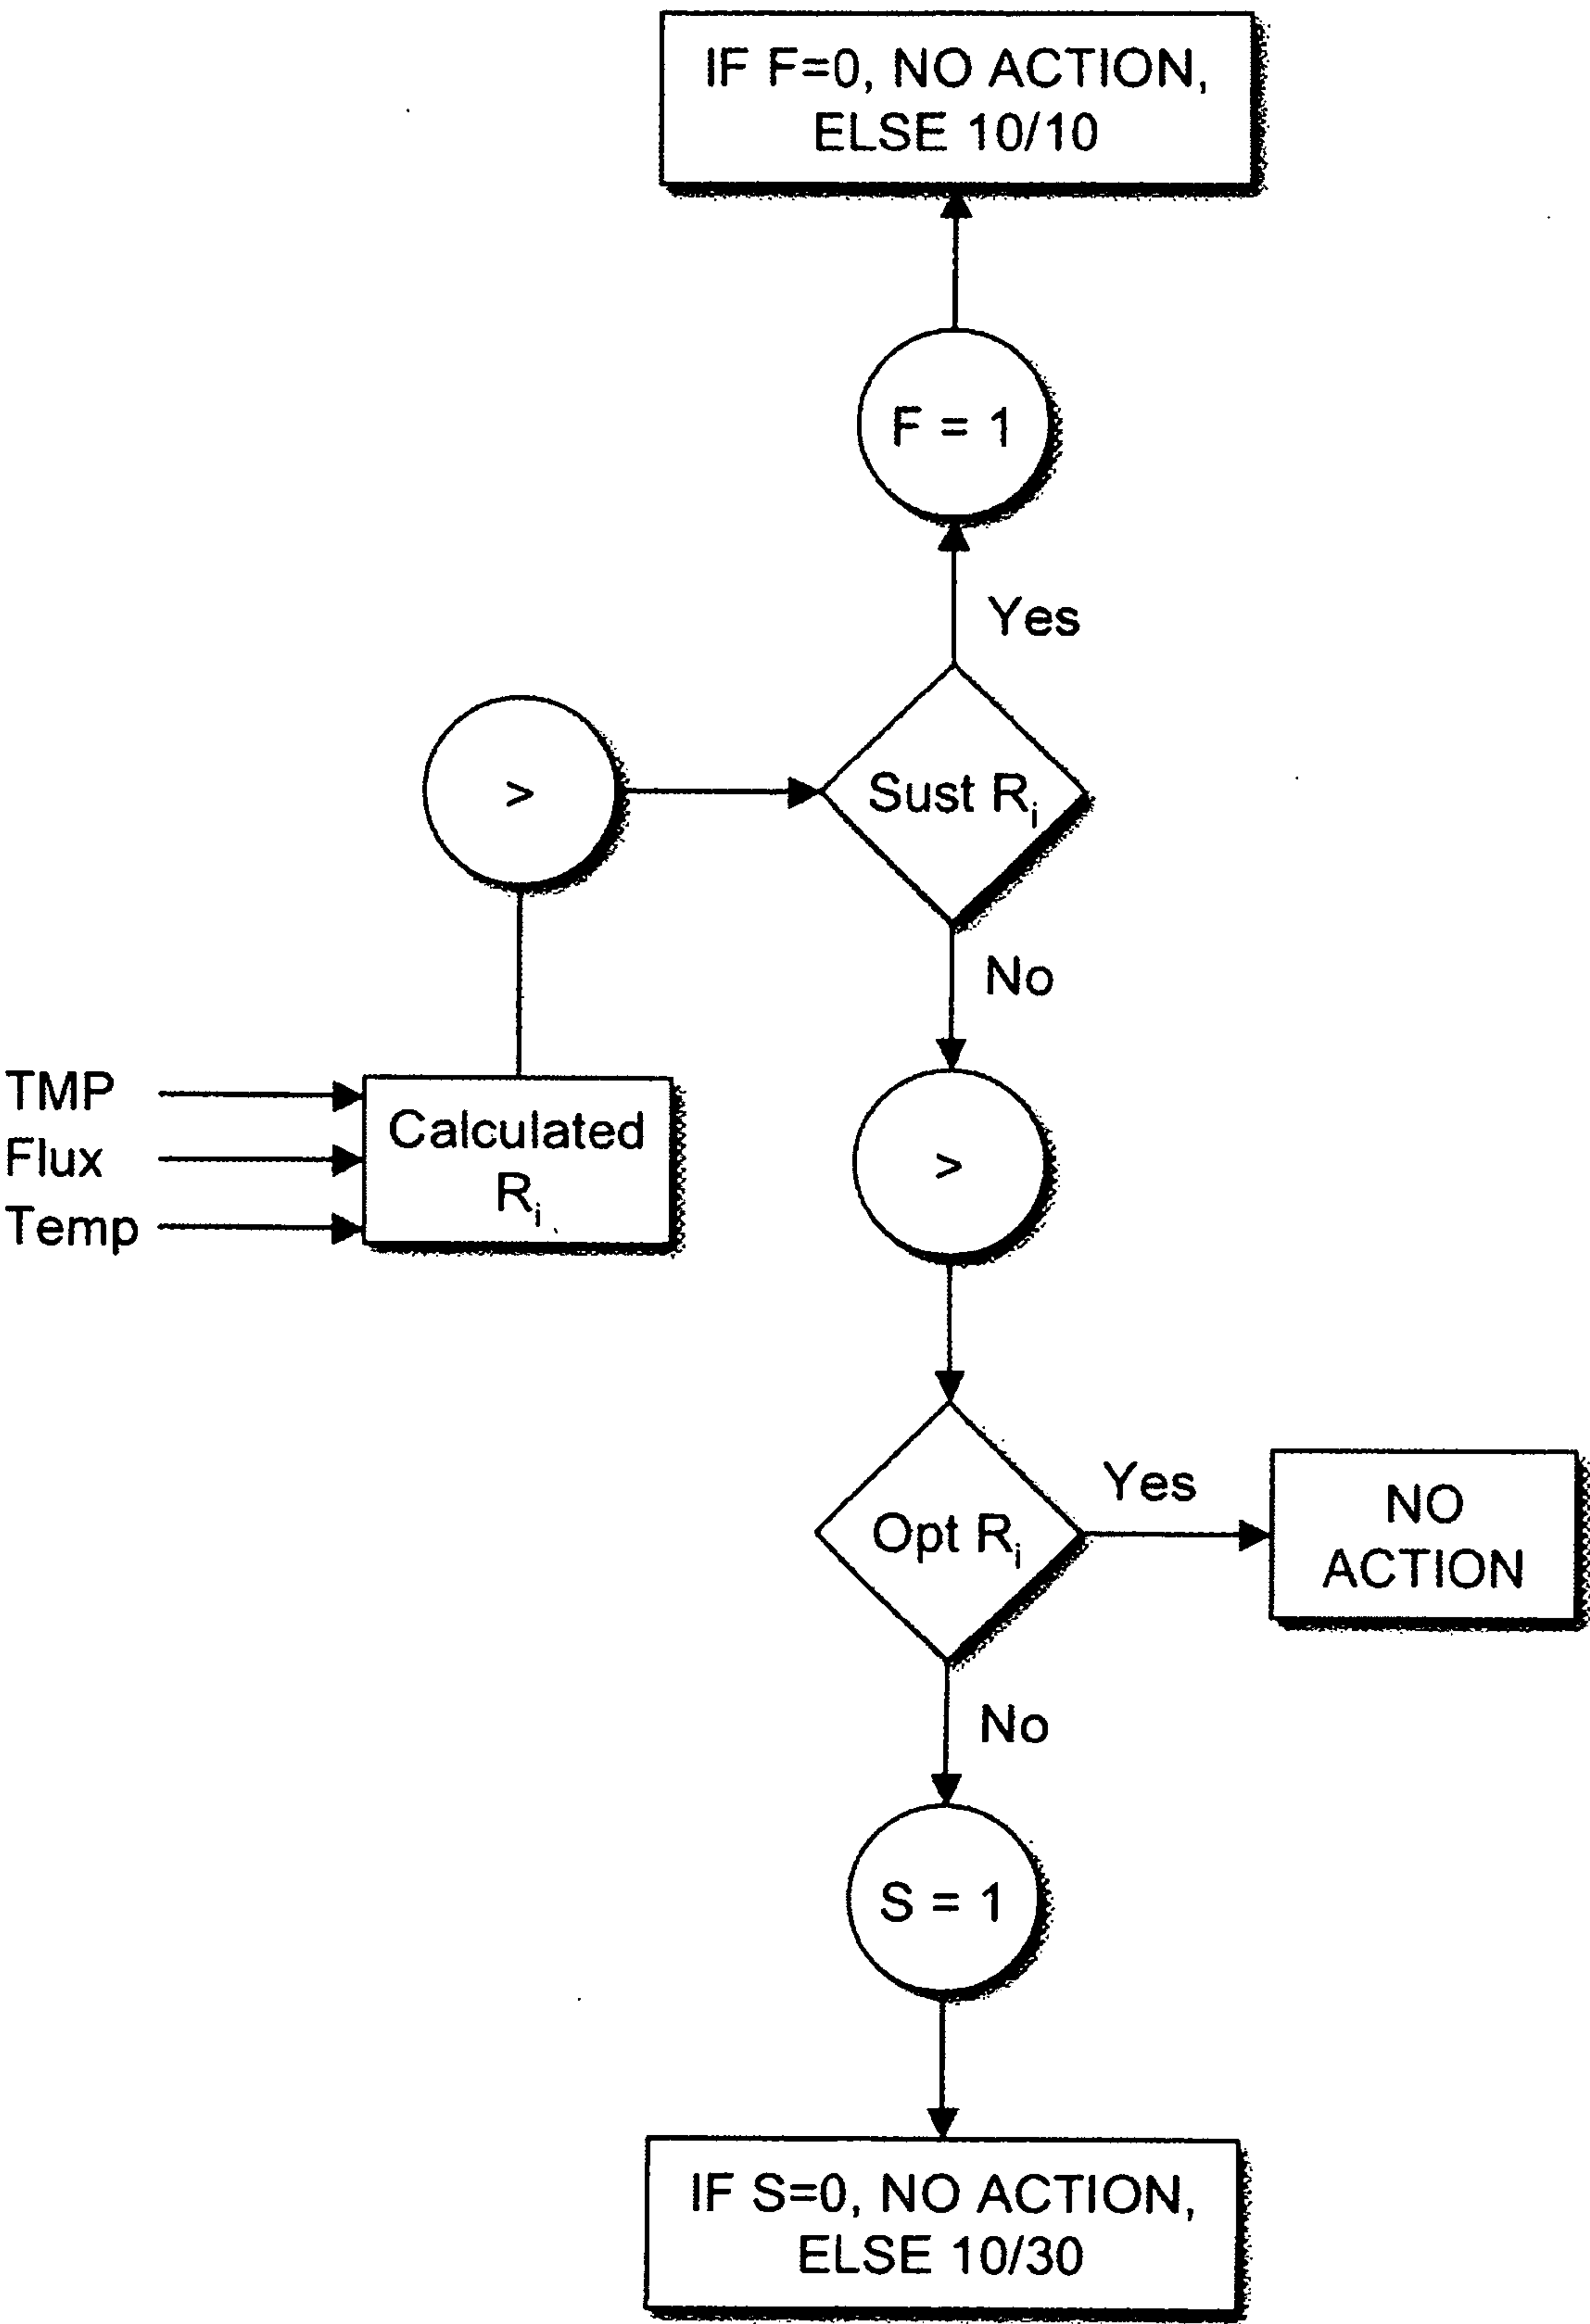 IF F=0, NO ACTION,
ELSE 10/10
F = 1
Yes
>
Sust Ri
No
TMP
Flux
Temp
Calculated
Ri
>
Opt Ri
Yes
NO
ACTION
No
S = 1
IF S=0, NO ACTION,
ELSE 10/30